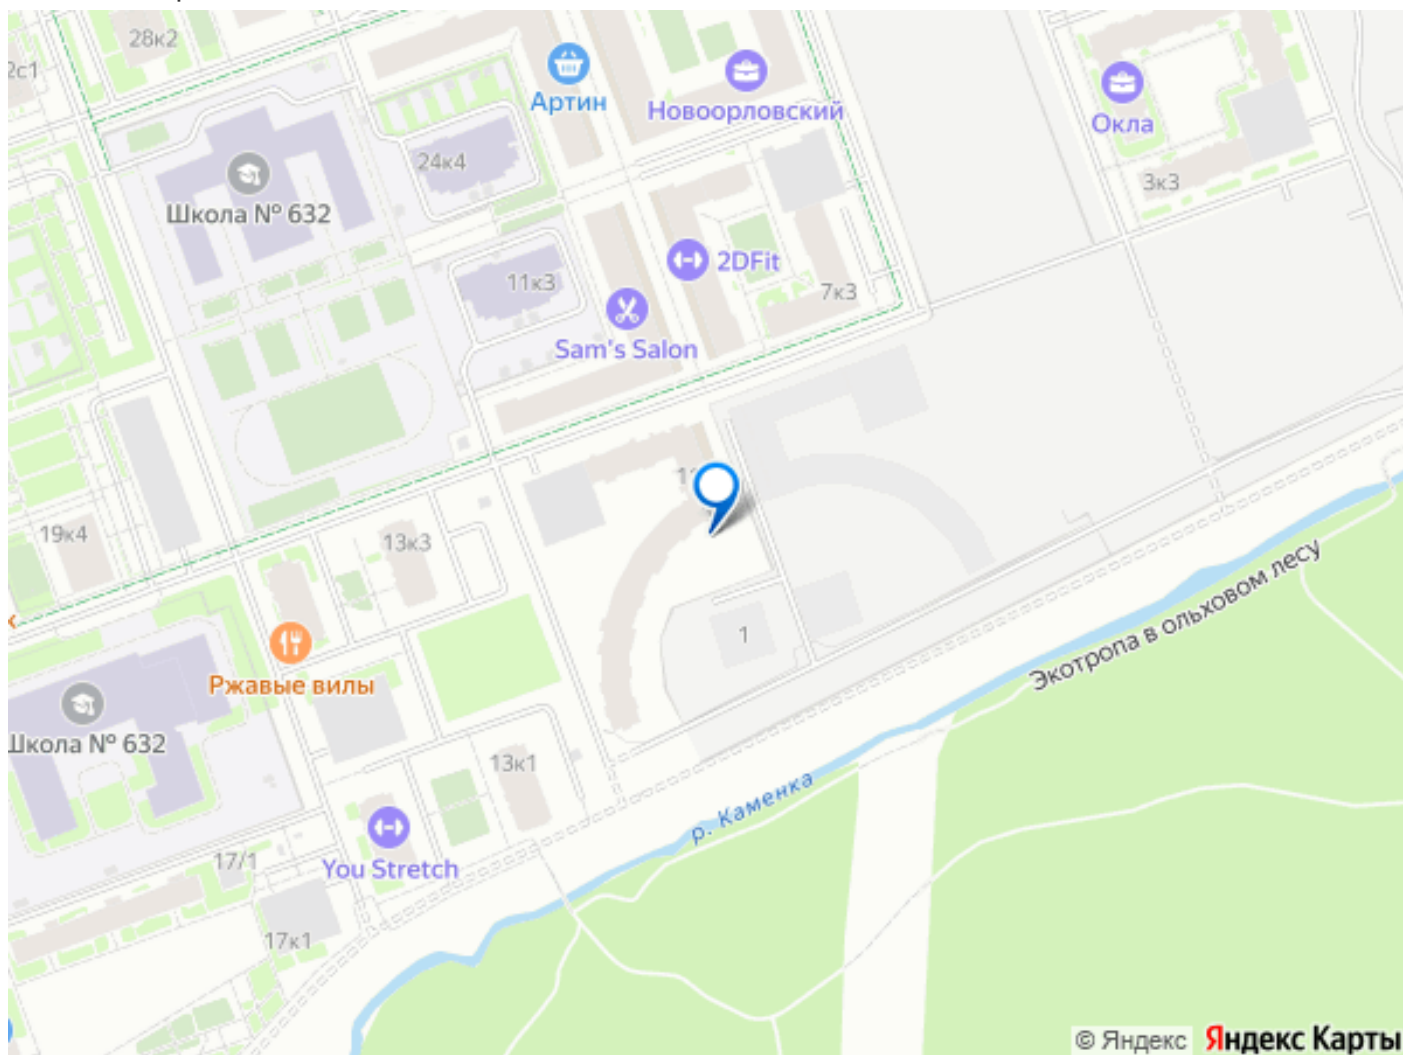 28к2
2с1
Артин
Новоорловский
Окла
24к4
3к3
Школа № 632
2DFit
11к3
7к3
Sam's Salon
19к4
13к3
1
Экотропа в ольховом лесу
Ржавые вилы
Школа № 632
13к1
р. Каменка
17/1
You Stretch
17к1
© Яндекс Яндекс Карты